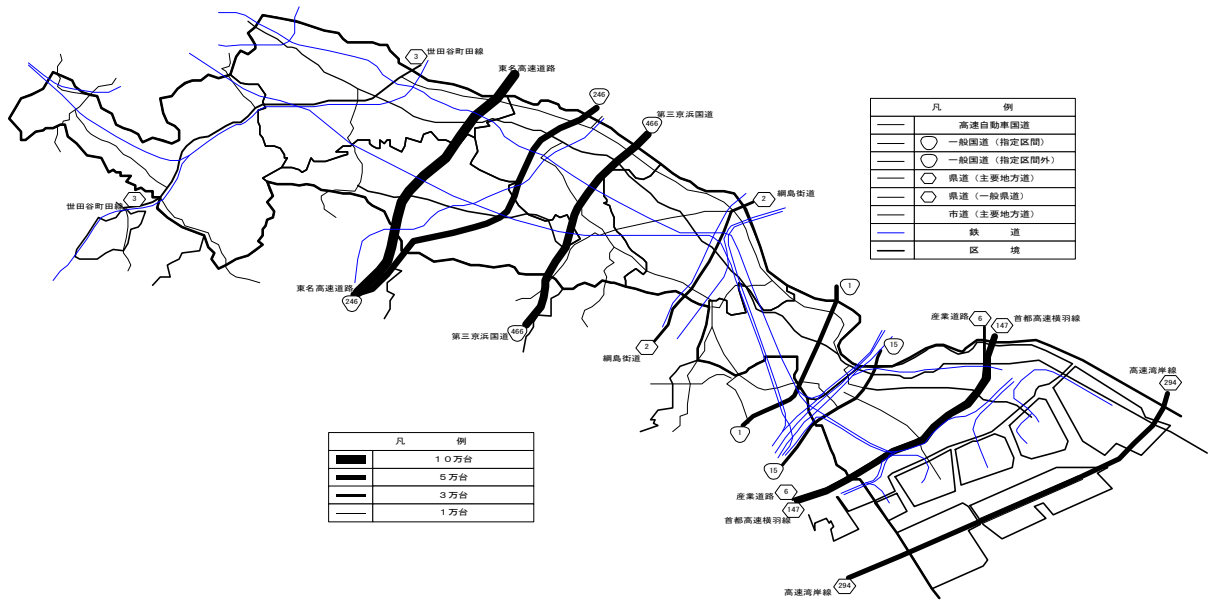 3
世田谷町田線
東名高速道路
246
第三京浜国道
466
凡　例
高速自動車国道
一般国道（指定区間）
一般国道（指定区間外）
県道（主要地方道）
県道（一般県道）
市道（主要地方道）
鉄　道
区　境
世田谷町田線
3
綱島街道
2
東名高速道路
246
1
産業道路
6
首都高速横羽線
147
第三京浜国道
466
綱島街道
2
15
高速湾岸線
294
凡　例
１０万台
５万台
３万台
１万台
1
15
産業道路
6
首都高速横羽線
147
高速湾岸線
294